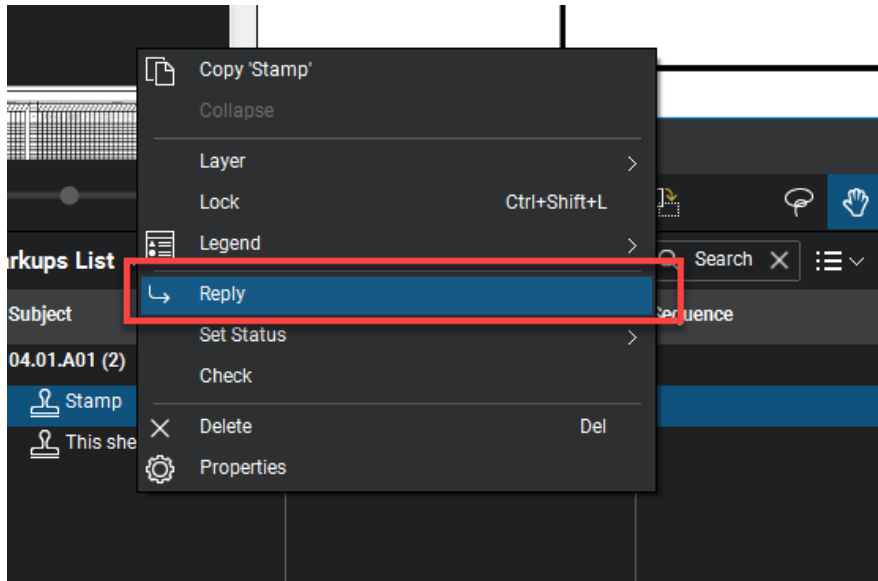 Copy 'Stamp'
Collapse
Layer
Lock Ctrl+Shift+L
Legend
rkups List
Search
Reply
Subject
Sequence
Set Status
04.01.A01 (2)
Check
Stamp
Delete Del
This she
Properties